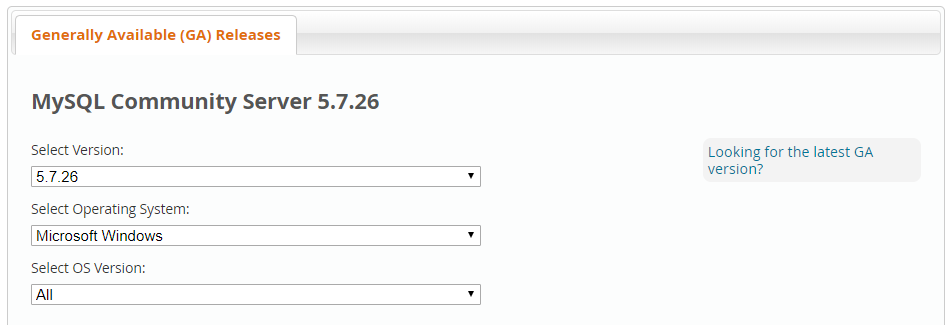 Generally Available (GA) Releases
MySQL Community Server 5.7.26
Select Version:
5.7.26
Looking for the latest GA
version?
Select Operating System:
Microsoft Windows
Select OS Version:
All